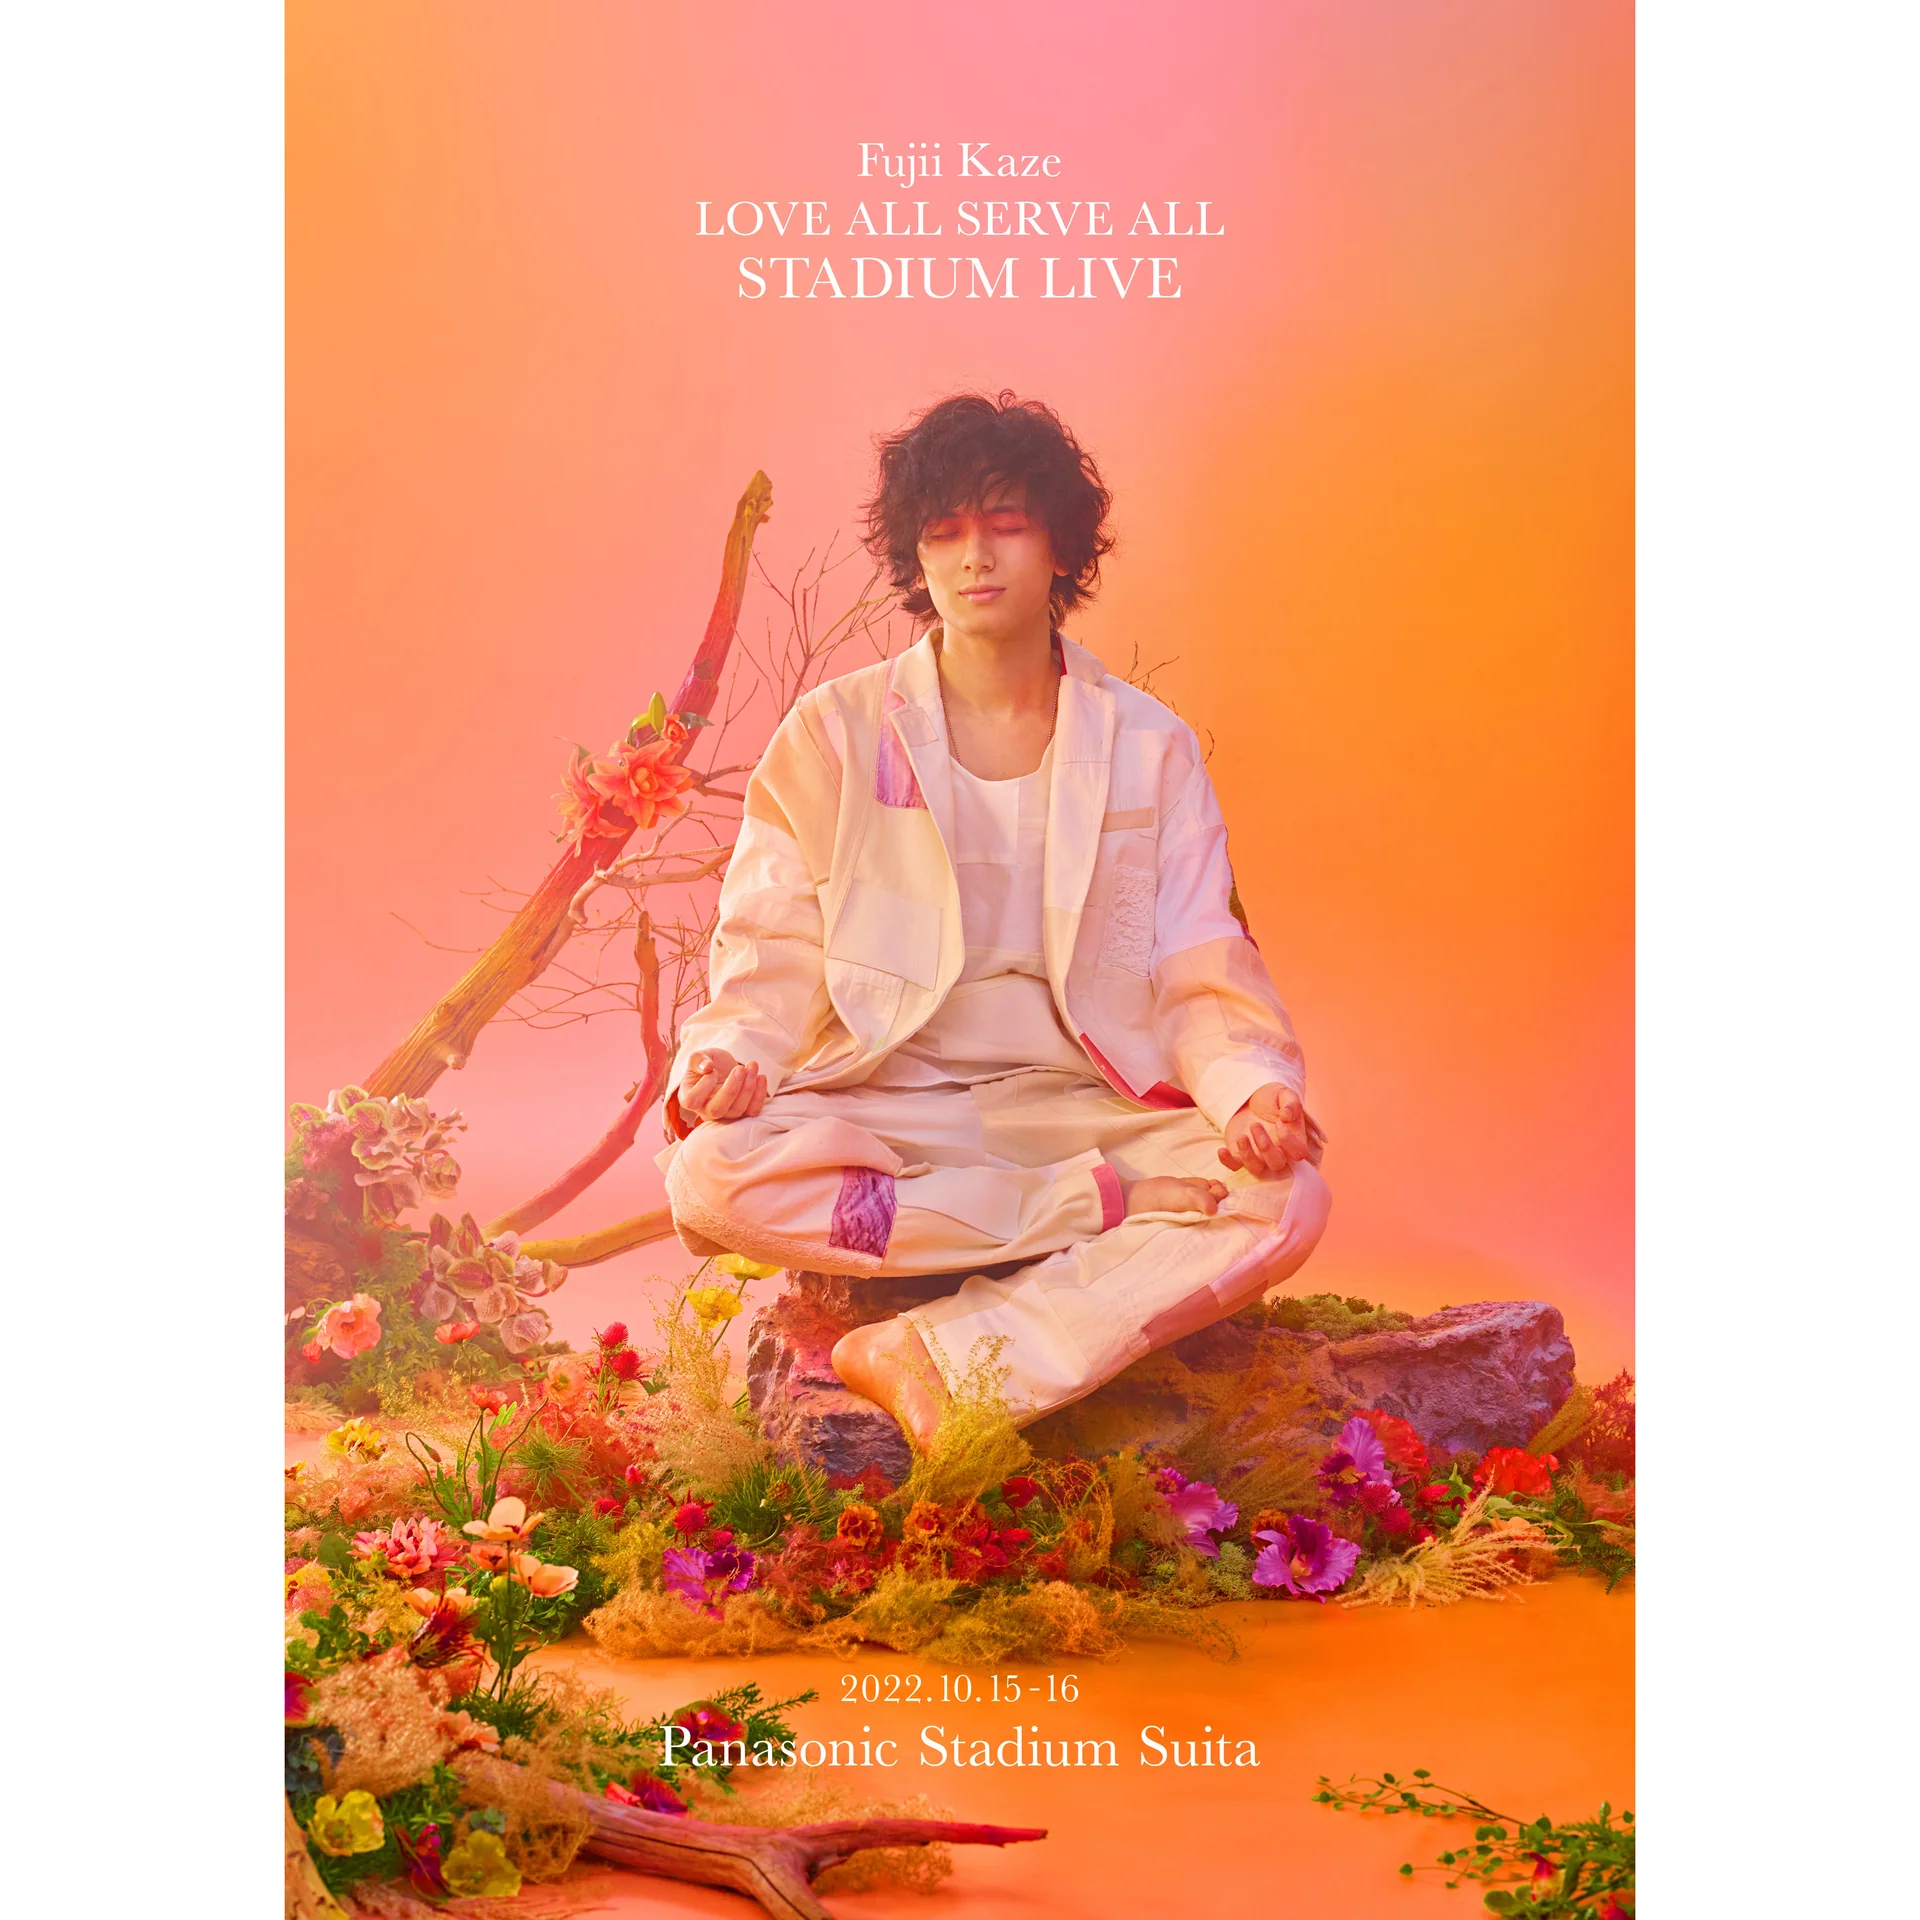 Fujii Kaze
LOVE ALL SERVE ALL
STADIUM LIVE
2022.10.15-16
Panasonic Stadium Suita